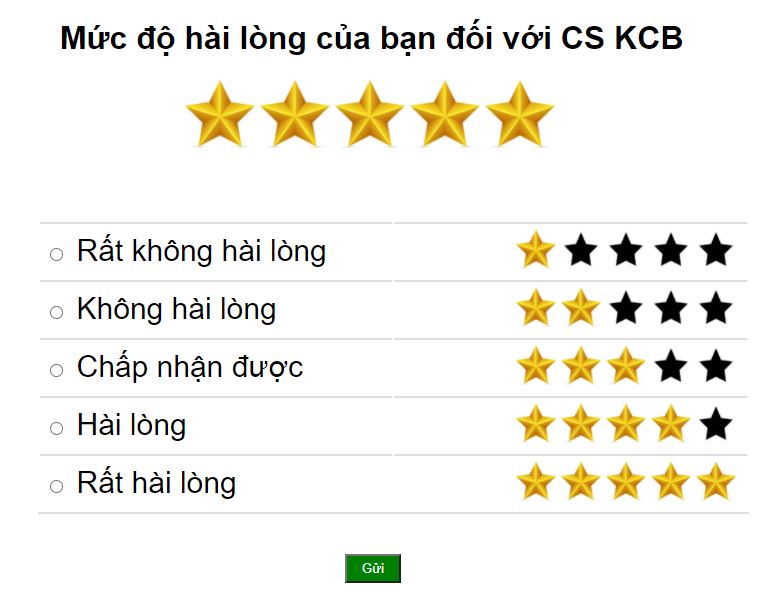 Mức độ hài lòng của bạn đối với CS KCB
Rất không hài lòng
Không hài lòng
Chấp nhận được
Hài lòng
Rất hài lòng
Gửi